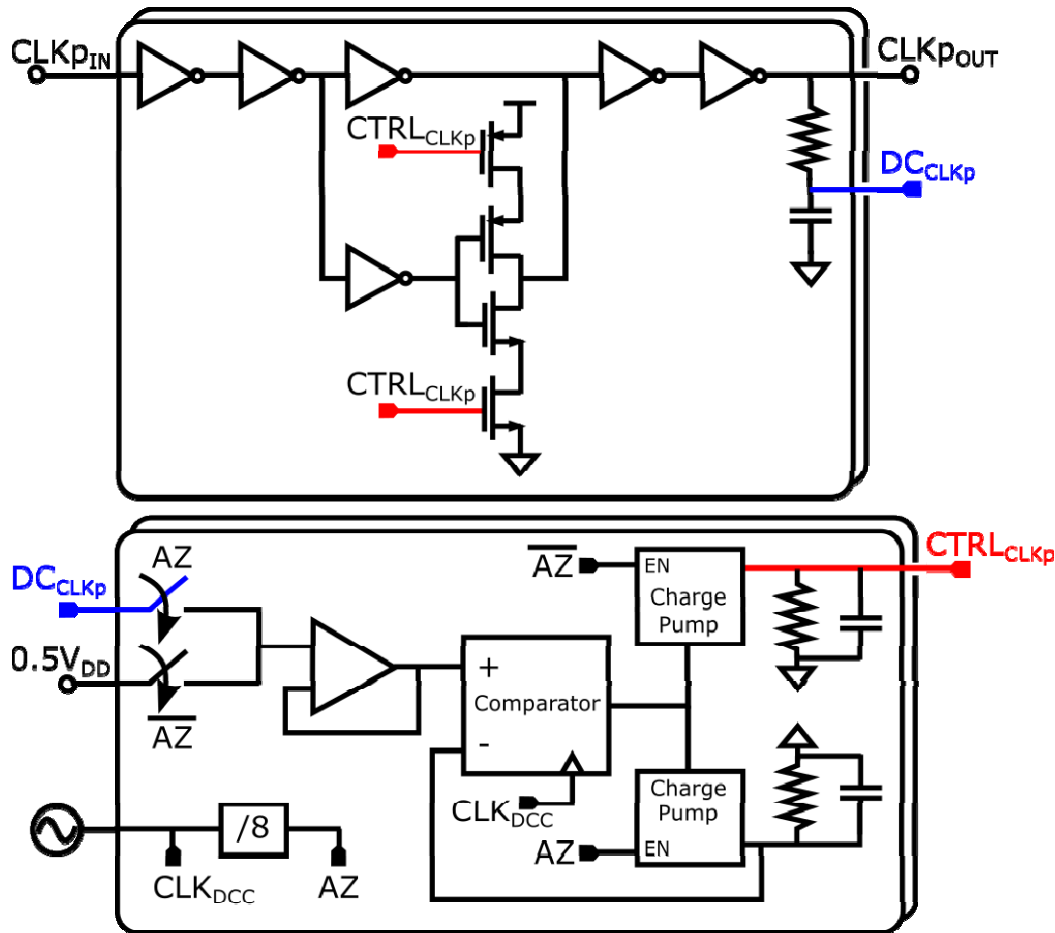 CLKpIN
CLKpOUT
CTRLCLKp
DCCLKp
CTRLCLKp
DCCLKp
AZ
0.5VDD
AZ
+
Comparator
-
CLKDCC
AZ
EN
Charge
Pump
CTRLCLKp
Charge
Pump
AZ
EN
/8
CLKDCC
AZ